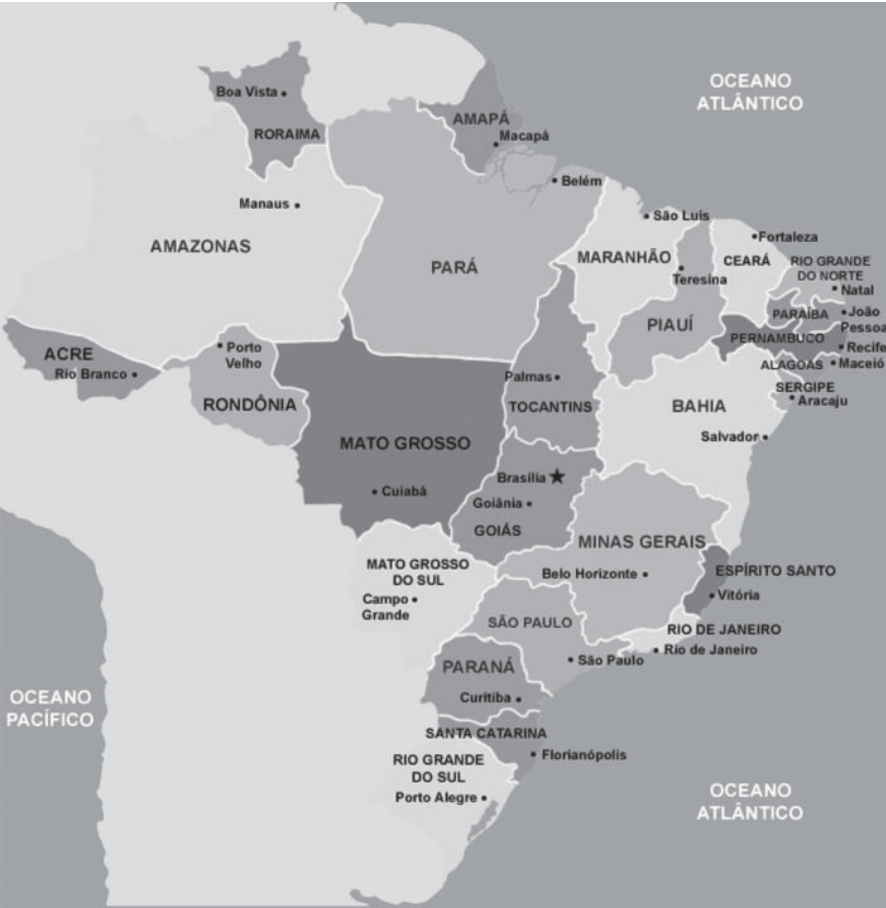 OCEANO
ATLÂNTICO
Boa Vista
RORAIMA
AMAPÁ
Macapá
Belém
Manaus
São Luís
AMAZONAS
PARÁ
MARANHÃO
Teresina
CEARÁ
Fortaleza
RIO GRANDE
DO NORTE
Natal
PARAÍBA
João
Pessoa
PIAUÍ
PERNAMBUCO
Recife
ACRE
Rio Branco
Porto
Velho
RONDÔNIA
ALAGOAS
Maceió
SERGIPE
Aracaju
Palmas
TOCANTINS
BAHIA
Salvador
MATO GROSSO
Cuiabá
Brasília
Goiânia
GOIÁS
MINAS GERAIS
Belo Horizonte
ESPÍRITO SANTO
Vitória
MATO GROSSO
DO SUL
Campo
Grande
SÃO PAULO
São Paulo
RIO DE JANEIRO
Rio de Janeiro
PARANÁ
Curitiba
OCEANO
PACÍFICO
SANTA CATARINA
Florianópolis
RIO GRANDE
DO SUL
Porto Alegre
OCEANO
ATLÂNTICO